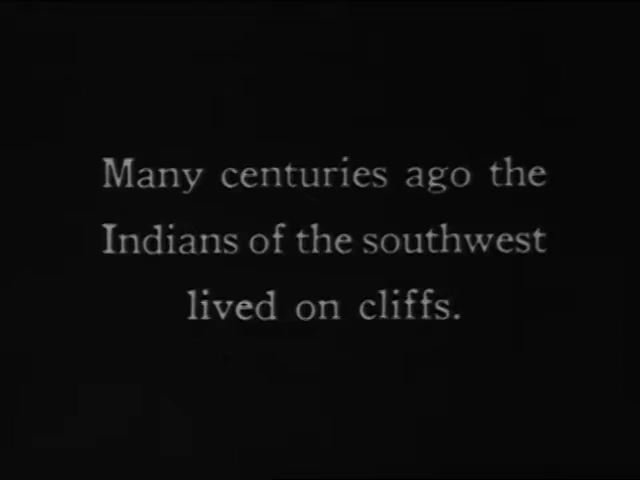 Many centuries ago the
Indians of the southwest
lived on cliffs.